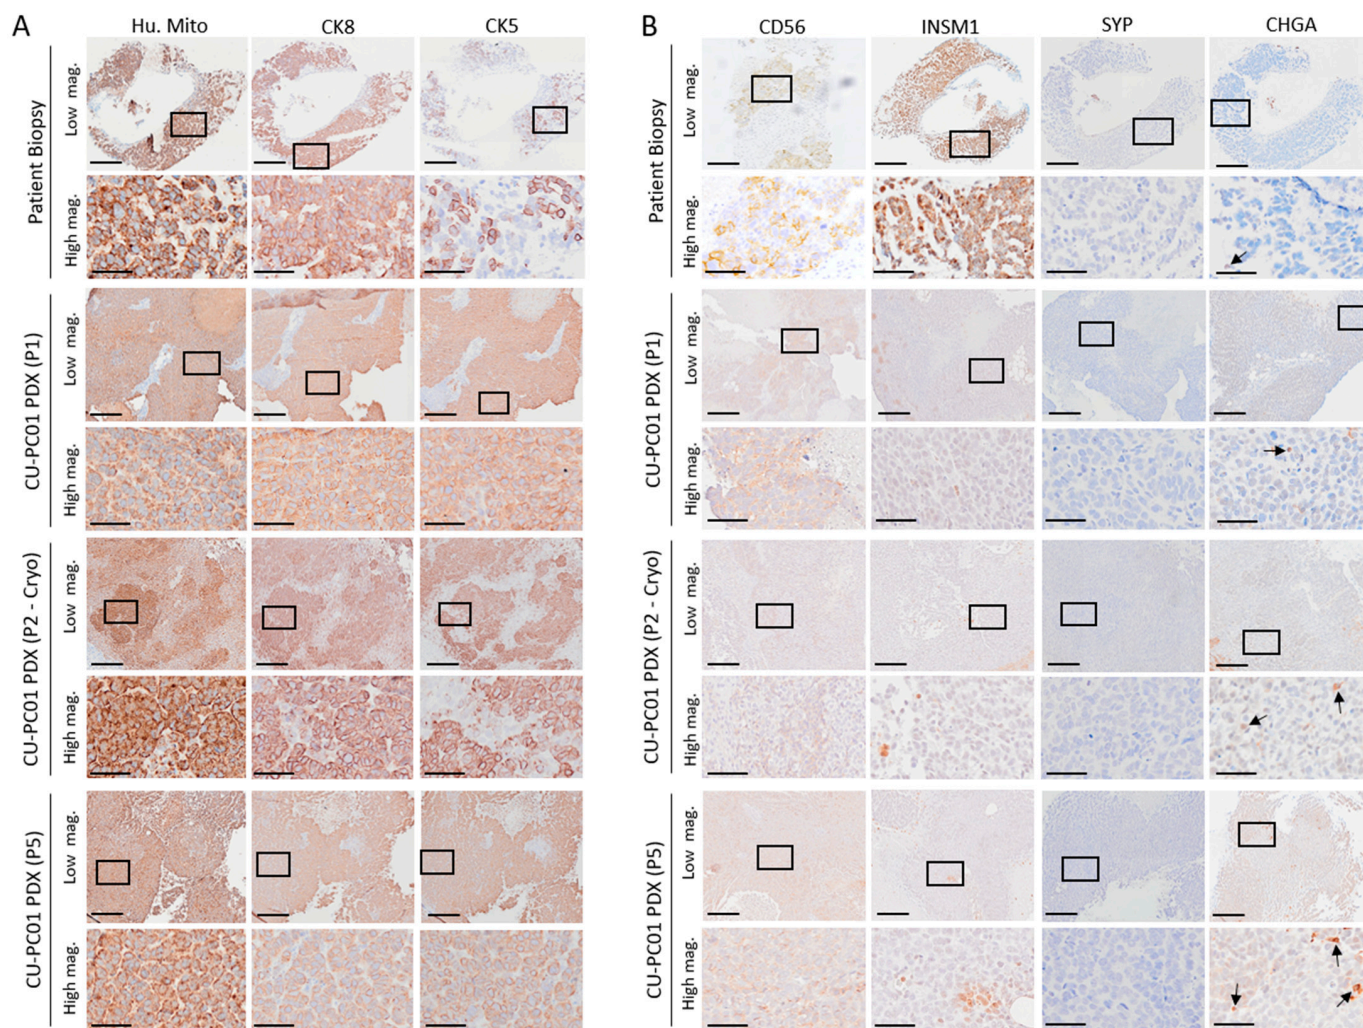 A
Hu. Mito
CK8
CK5
Patient Biopsy
Low mag.
High mag.
CU-PC01 PDX (P1)
Low mag.
High mag.
CU-PC01 PDX (P2 - Cryo)
Low mag.
High mag.
CU-PC01 PDX (P5)
Low mag.
High mag.
B
CD56
INSM1
SYP
CHGA
Patient Biopsy
Low mag.
High mag.
CU-PC01 PDX (P1)
Low mag.
High mag.
CU-PC01 PDX (P2 - Cryo)
Low mag.
High mag.
CU-PC01 PDX (P5)
Low mag.
High mag.